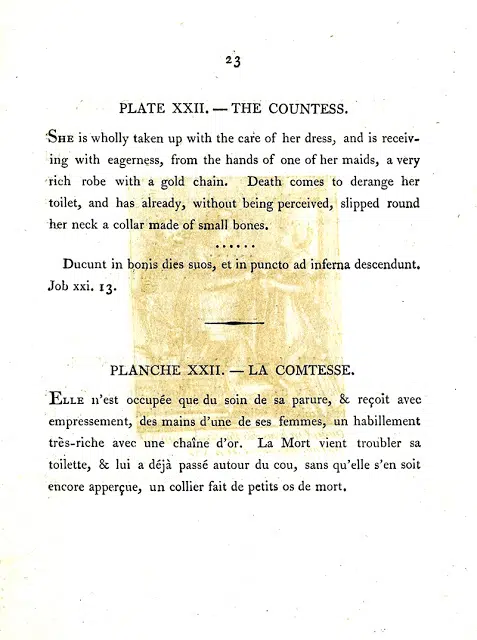 23
PLATE XXII. — THE COUNTESS.
SHE is wholly taken up with the care of her dress, and is receiv-
ing with eagerness, from the hands of one of her maids, a very
rich robe with a gold chain. Death comes to derange her
toilet, and has already, without being perceived, slipped round
her neck a collar made of small bones.
......
Ducunt in bonis dies suos, et in puncto ad inferna descendunt.
Job xxi. 13.
PLANCHE XXII. — LA COMTESSE.
ELLE n'est occupée que du soin de sa parure, & reçoit avec
empressement, des mains d'une de ses femmes, un habillement
très-riche avec une chaîne d'or. La Mort vient troubler sa
toilette, & lui a déjà passé autour du cou, sans qu'elle s'en soit
encore apperçue, un collier fait de petits os de mort.